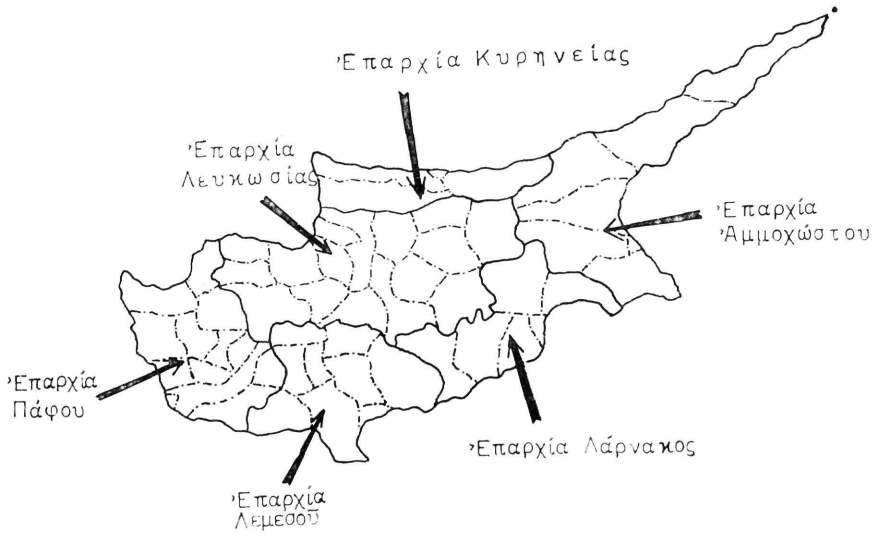 Ἐπαρχία Κυρηνείας
Ἐπαρχία
Λευκωσίας
Ἐπαρχία
Ἀμμοχώστου
Ἐπαρχία
Πάφου
Ἐπαρχία Λάρνακος
Ἐπαρχία
Λεμεσοῦ